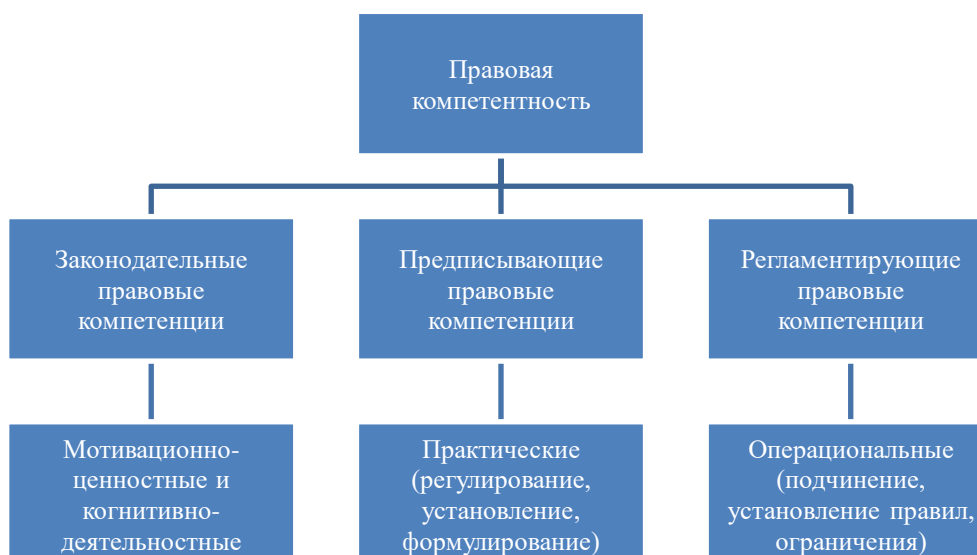 Правовая
компетентность
Законодательные
правовые
компетенции
Предписывающие
правовые
компетенции
Регламентирующие
правовые
компетенции
Мотивационно-
ценностные и
когнитивно-
деятельностные
Практические
(регулирование,
установление,
формулирование)
Операциональные
(подчинение,
установление правил,
ограничения)